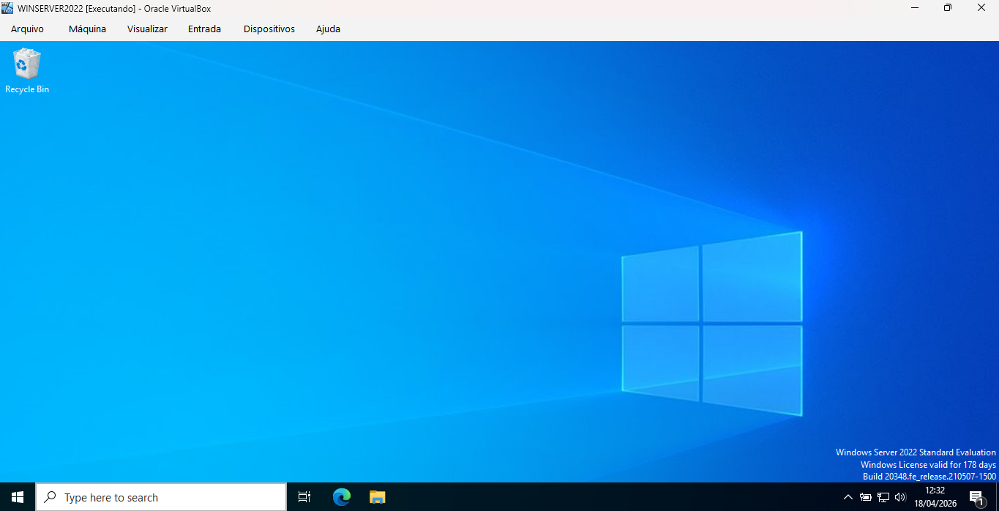 WINSERVER2022 [Executando] - Oracle VirtualBox
Arquivo Máquina Visualizar Entrada Dispositivos Ajuda
Recycle Bin
Windows Server 2022 Standard Evaluation
Windows License valid for 178 days
Build 20348.fe_release.210507-1500
Type here to search
12:32
18/04/2026
1